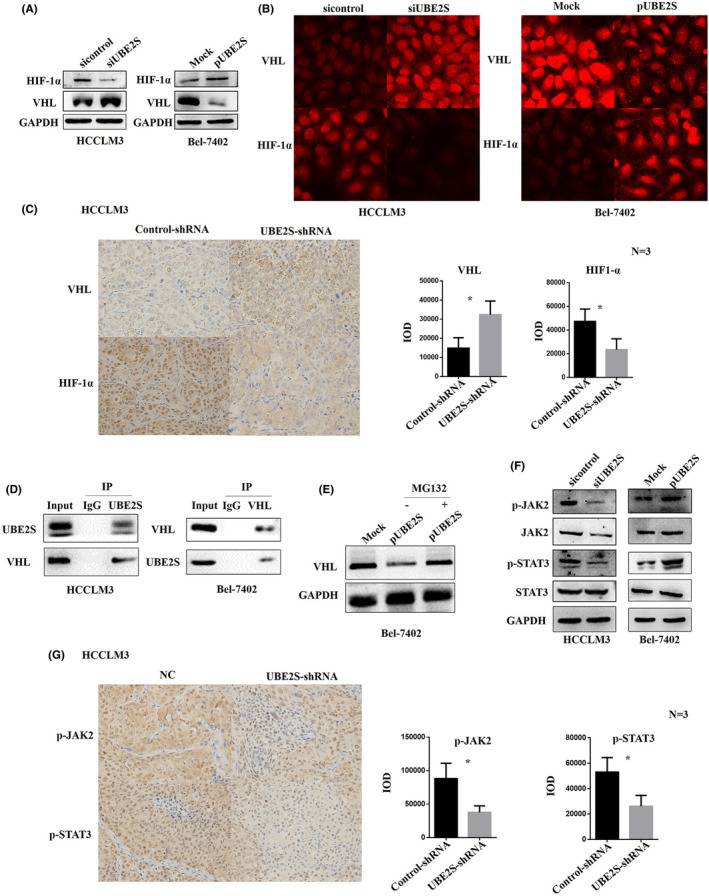 (A)
sicontrol
siUBE2S
Mock
pUBE2S
HIF-1α
HIF-1α
VHL
VHL
GAPDH
GAPDH
HCCLM3
Bel-7402
(B)
sicontrol
siUBE2S
Mock
pUBE2S
VHL
VHL
HIF-1α
HIF-1α
HCCLM3
Bel-7402
(C)
HCCLM3
Control-shRNA
UBE2S-shRNA
VHL
HIF-1α
N=3
VHL
IOD
50000
40000
30000
20000
10000
0
*
Control-shRNA
UBE2S-shRNA
HIF1-α
IOD
80000
60000
40000
20000
0
*
Control-shRNA
UBE2S-shRNA
(D)
IP
Input IgG UBE2S
UBE2S
VHL
HCCLM3
IP
Input IgG VHL
VHL
UBE2S
Bel-7402
(E)
MG132
- +
Mock
pUBE2S
pUBE2S
VHL
GAPDH
Bel-7402
(F)
sicontrol
siUBE2S
Mock
pUBE2S
p-JAK2
JAK2
p-STAT3
STAT3
GAPDH
HCCLM3
Bel-7402
(G)
HCCLM3
NC
UBE2S-shRNA
p-JAK2
p-STAT3
N=3
p-JAK2
IOD
150000
100000
50000
0
*
Control-shRNA
UBE2S-shRNA
p-STAT3
IOD
80000
60000
40000
20000
0
*
Control-shRNA
UBE2S-shRNA